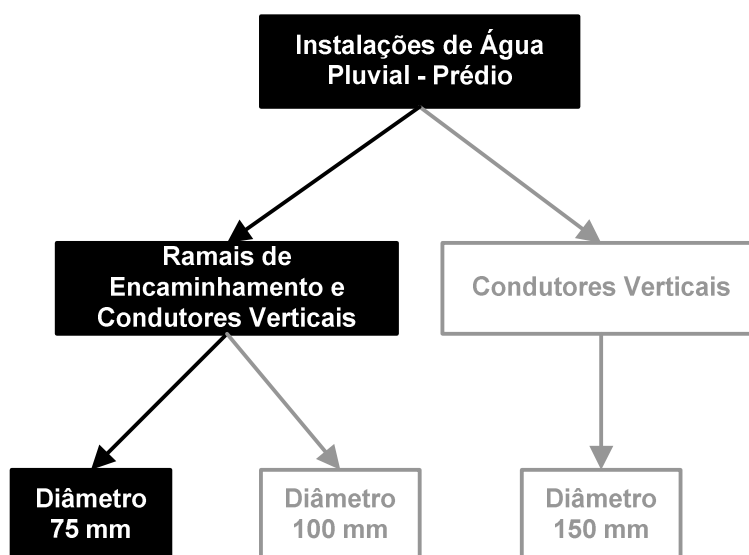 Instalações de Água
Pluvial - Prédio
Ramais de
Encaminhamento e
Condutores Verticais
Condutores Verticais
Diâmetro
75 mm
Diâmetro
100 mm
Diâmetro
150 mm